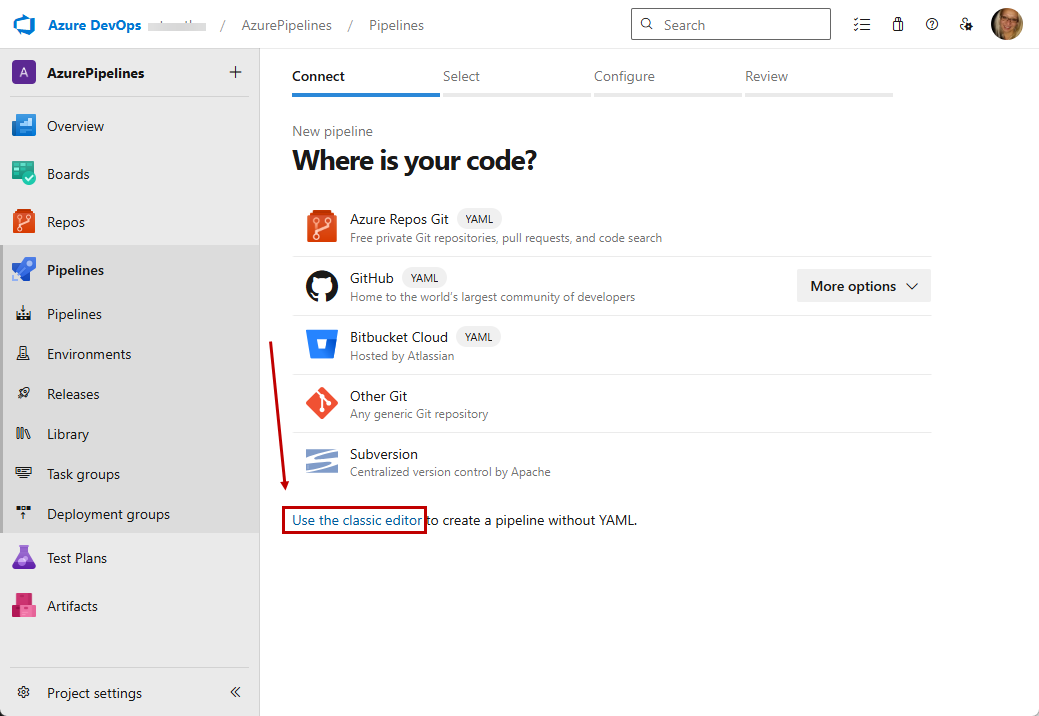 Azure DevOps / AzurePipelines / Pipelines
Search
A AzurePipelines +
Overview
Boards
Repos
Pipelines
Pipelines
Environments
Releases
Library
Task groups
Deployment groups
Test Plans
Artifacts
Project settings
Connect Select Configure Review
New pipeline
Where is your code?
Azure Repos Git YAML
Free private Git repositories, pull requests, and code search
GitHub YAML
Home to the world's largest community of developers
More options
Bitbucket Cloud YAML
Hosted by Atlassian
Other Git
Any generic Git repository
Subversion
Centralized version control by Apache
Use the classic editor to create a pipeline without YAML.